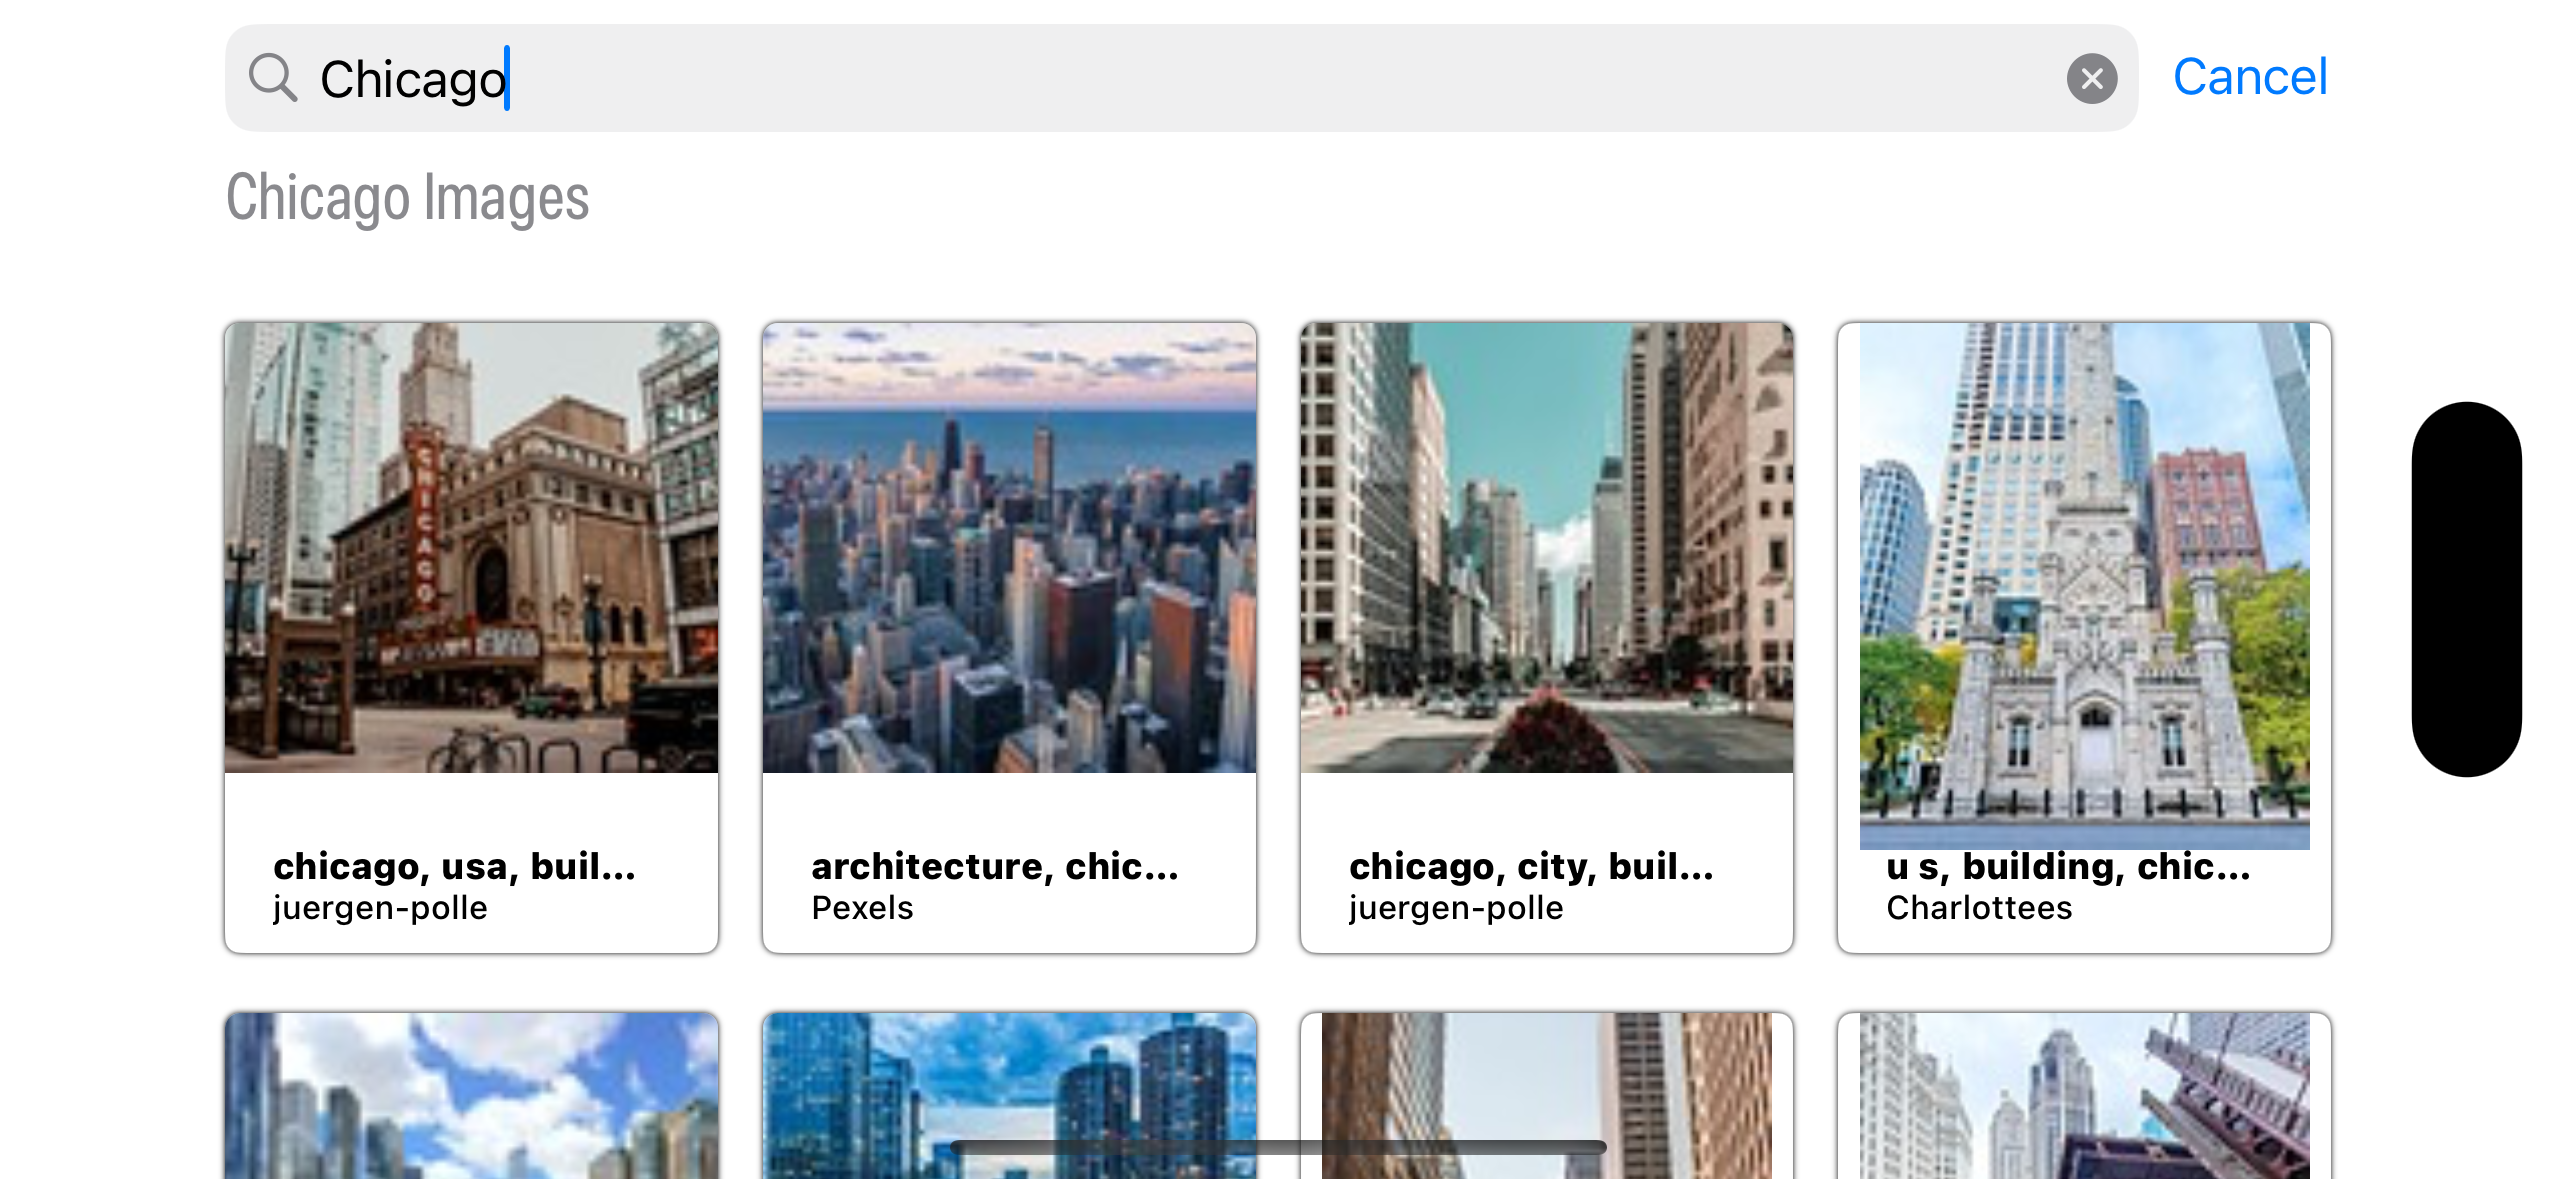 Chicago
Cancel
Chicago Images
CHICAGO
chicago, usa, buil...
juergen-polle
architecture, chic...
Pexels
chicago, city, buil...
juergen-polle
u s, building, chic...
Charlottees